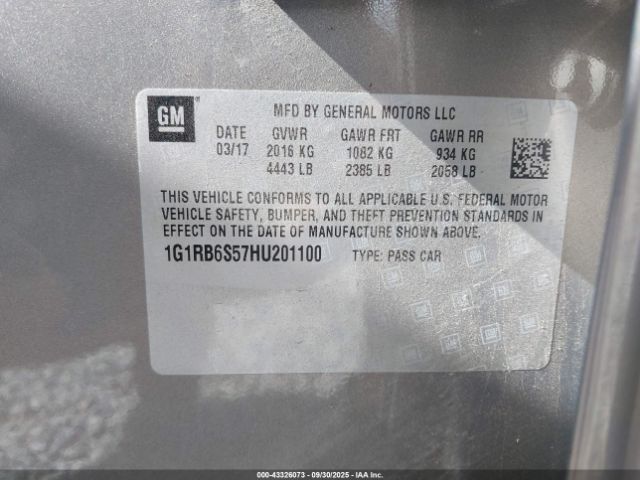 GM
MFD BY GENERAL MOTORS LLC
DATE GVWR GAWR FRT GAWR RR
03/17 2016 KG 1082 KG 934 KG
4443 LB 2385 LB 2058 LB
THIS VEHICLE CONFORMS TO ALL APPLICABLE U.S. FEDERAL MOTOR
VEHICLE SAFETY, BUMPER, AND THEFT PREVENTION STANDARDS IN
EFFECT ON THE DATE OF MANUFACTURE SHOWN ABOVE.
1G1RB6S57HU201100 TYPE: PASS CAR
000-43326073 - 09/30/2025 - IAAI.CA